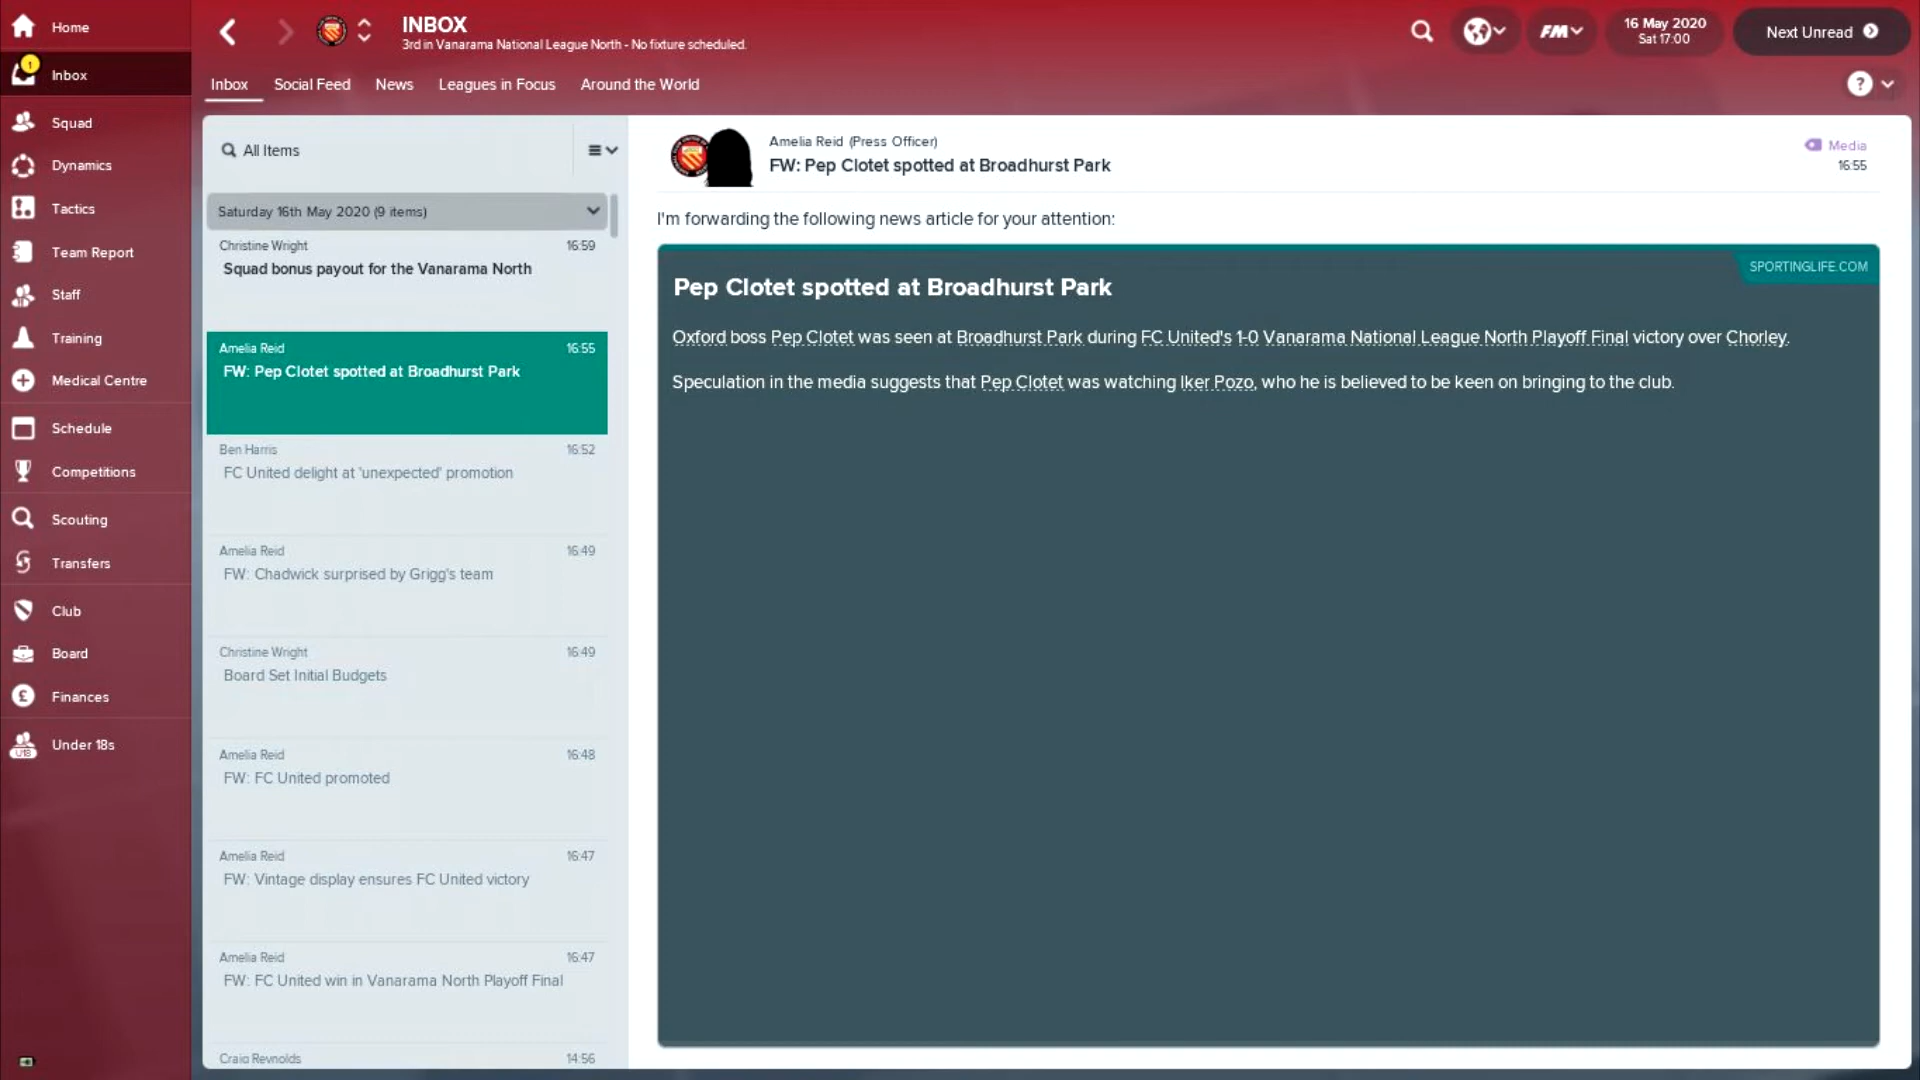 Home
INBOX
3rd in Vanarama National League North - No fixture scheduled.
FM
16 May 2020
Sat 17:00
Next Unread
1
Inbox
Inbox
Social Feed
News
Leagues in Focus
Around the World
?
Squad
Dynamics
Tactics
Team Report
Staff
Training
Medical Centre
Schedule
Competitions
Scouting
Transfers
Club
Board
£
Finances
U18
Under 18s
All Items
Saturday 16th May 2020 (9 items)
Christine Wright 16:59
Squad bonus payout for the Vanarama North
Amelia Reid 16:55
FW: Pep Clotet spotted at Broadhurst Park
Ben Harris 16:52
FC United delight at 'unexpected' promotion
Amelia Reid 16:49
FW: Chadwick surprised by Grigg's team
Christine Wright 16:49
Board Set Initial Budgets
Amelia Reid 16:48
FW: FC United promoted
Amelia Reid 16:47
FW: Vintage display ensures FC United victory
Amelia Reid 16:47
FW: FC United win in Vanarama North Playoff Final
Craig Reynolds 14:56
Amelia Reid (Press Officer)
FW: Pep Clotet spotted at Broadhurst Park
Media
16:55
I'm forwarding the following news article for your attention:
SPORTINGLIFE.COM
Pep Clotet spotted at Broadhurst Park
Oxford boss Pep Clotet was seen at Broadhurst Park during FC United's 1-0 Vanarama National League North Playoff Final victory over Chorley.
Speculation in the media suggests that Pep Clotet was watching Iker Pozo, who he is believed to be keen on bringing to the club.